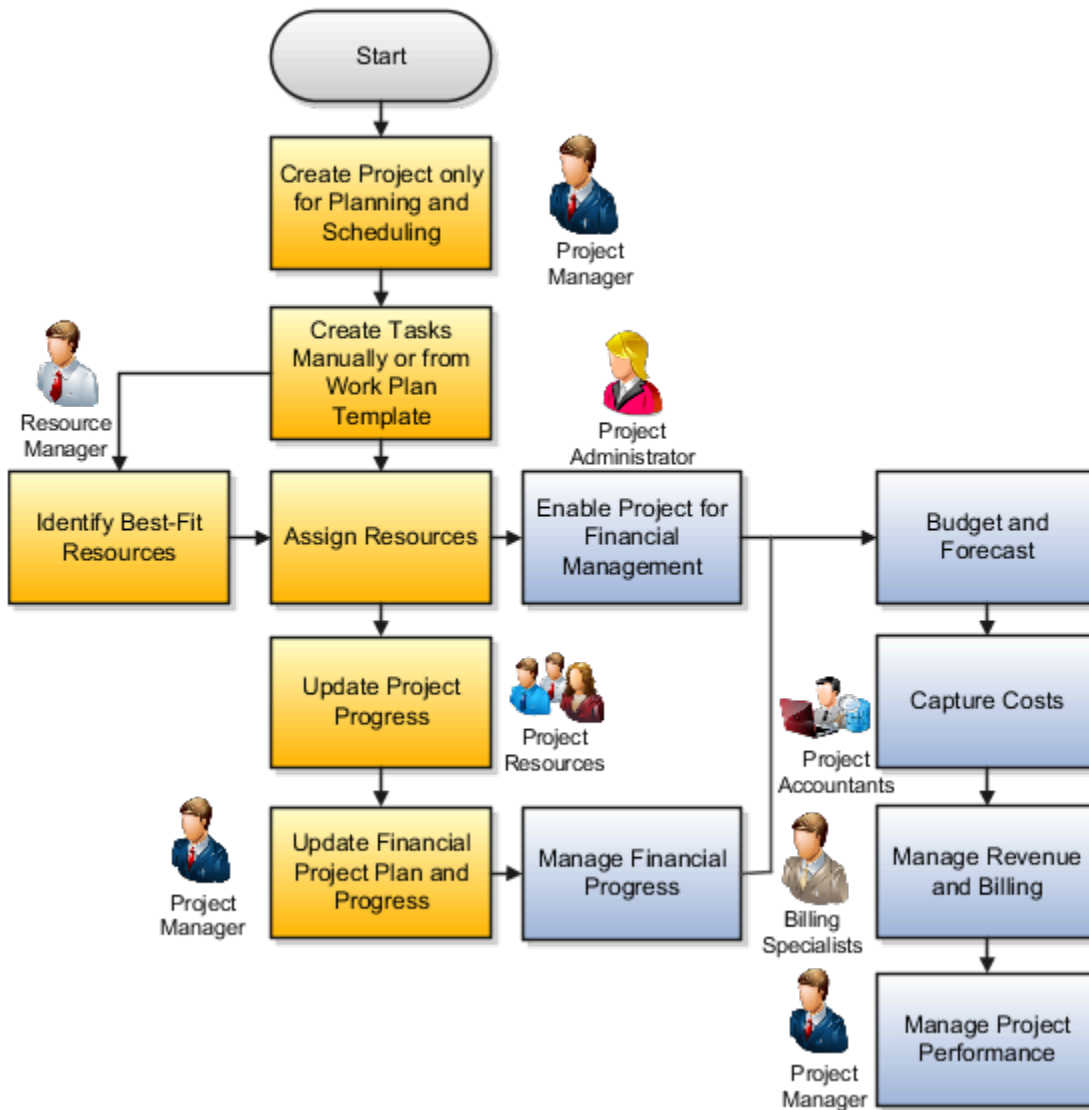 Start
Create Project only
for Planning and
Scheduling
Project
Manager
Create Tasks
Manually or from
Work Plan
Template
Resource
Manager
Project
Administrator
Identify Best-Fit
Resources
Assign Resources
Enable Project for
Financial
Management
Budget and
Forecast
Update Project
Progress
Project
Resources
Capture Costs
Project
Accountants
Project
Manager
Update Financial
Project Plan and
Progress
Manage Financial
Progress
Billing
Specialists
Manage Revenue
and Billing
Project
Manager
Manage Project
Performance